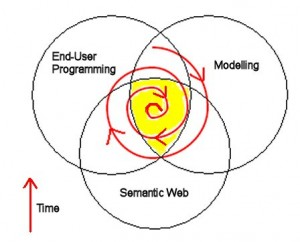 End-User
Programming
Modelling
Semantic Web
Time